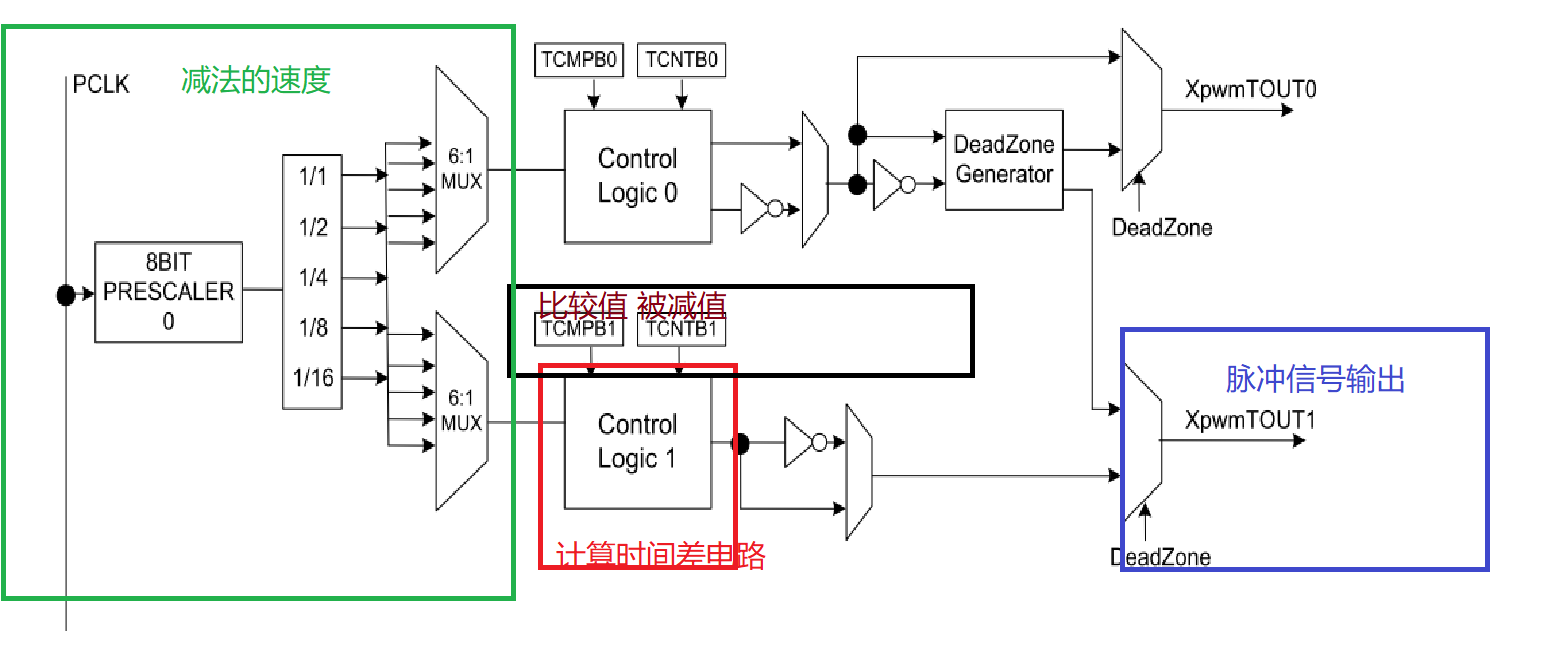 PCLK
减法的速度
8BIT
PRESCALER
0
1/1
1/2
1/4
1/8
1/16
6:1
MUX
6:1
MUX
TCMPB0 TCNTB0
Control
Logic 0
DeadZone
Generator
XpwmTOUT0
DeadZone
比较值 被减值
TCMPB1 TCNTB1
Control
Logic 1
计算时间差电路
脉冲信号输出
XpwmTOUT1
DeadZone